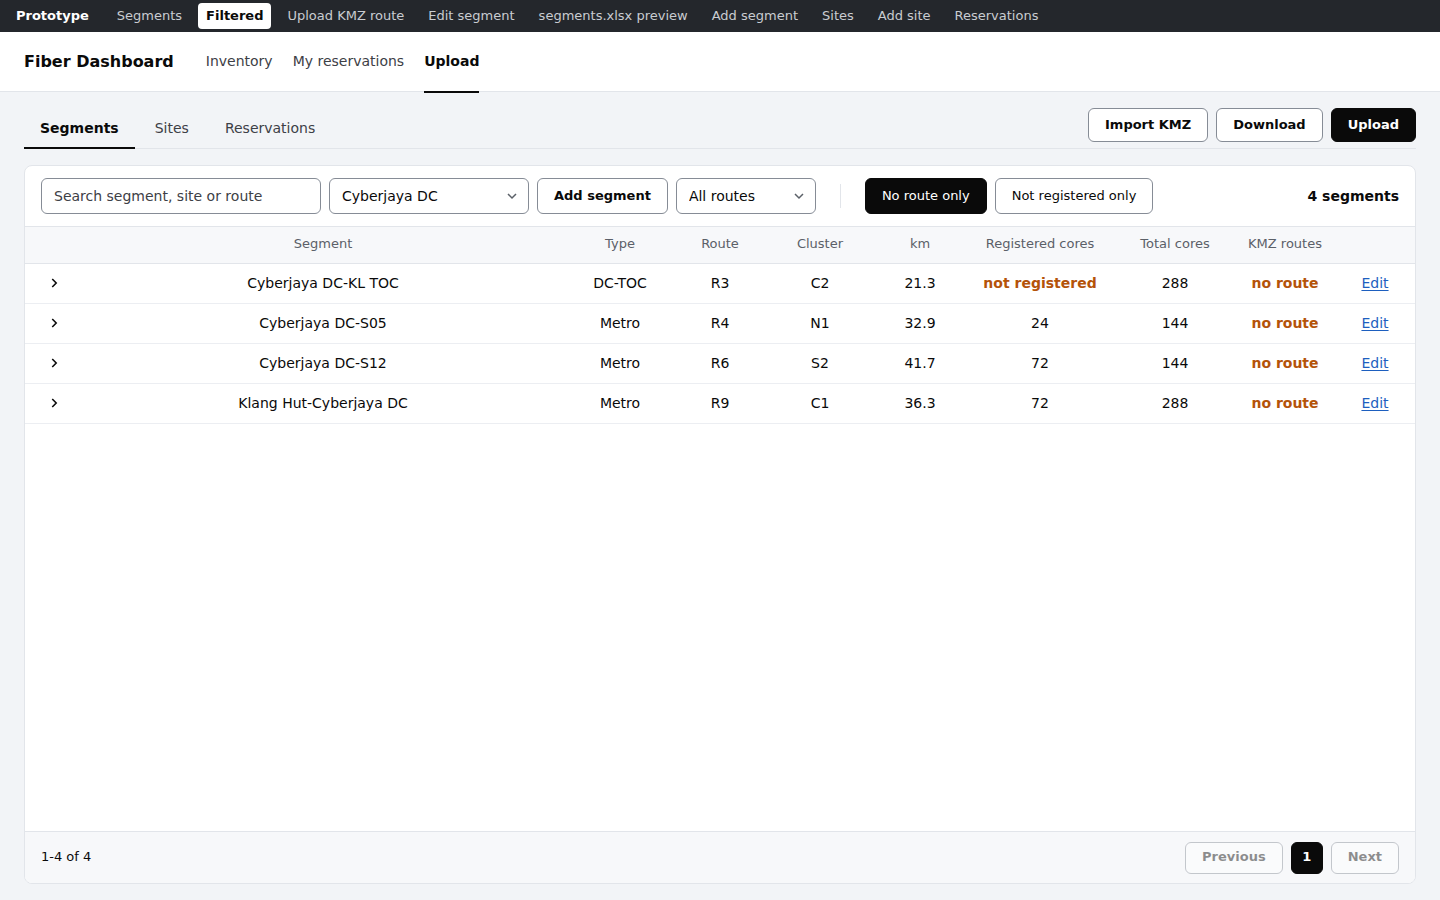 Prototype Segments Filtered Upload KMZ route Edit segment segments.xlsx preview Add segment Sites Add site Reservations
Fiber Dashboard Inventory My reservations Upload
Segments Sites Reservations Import KMZ Download Upload
Search segment, site or route Cyberjaya DC Add segment All routes No route only Not registered only 4 segments
Segment Type Route Cluster km Registered cores Total cores KMZ routes
Cyberjaya DC-KL TOC DC-TOC R3 C2 21.3 not registered 288 no route Edit
Cyberjaya DC-S05 Metro R4 N1 32.9 24 144 no route Edit
Cyberjaya DC-S12 Metro R6 S2 41.7 72 144 no route Edit
Klang Hut-Cyberjaya DC Metro R9 C1 36.3 72 288 no route Edit
1-4 of 4 Previous 1 Next